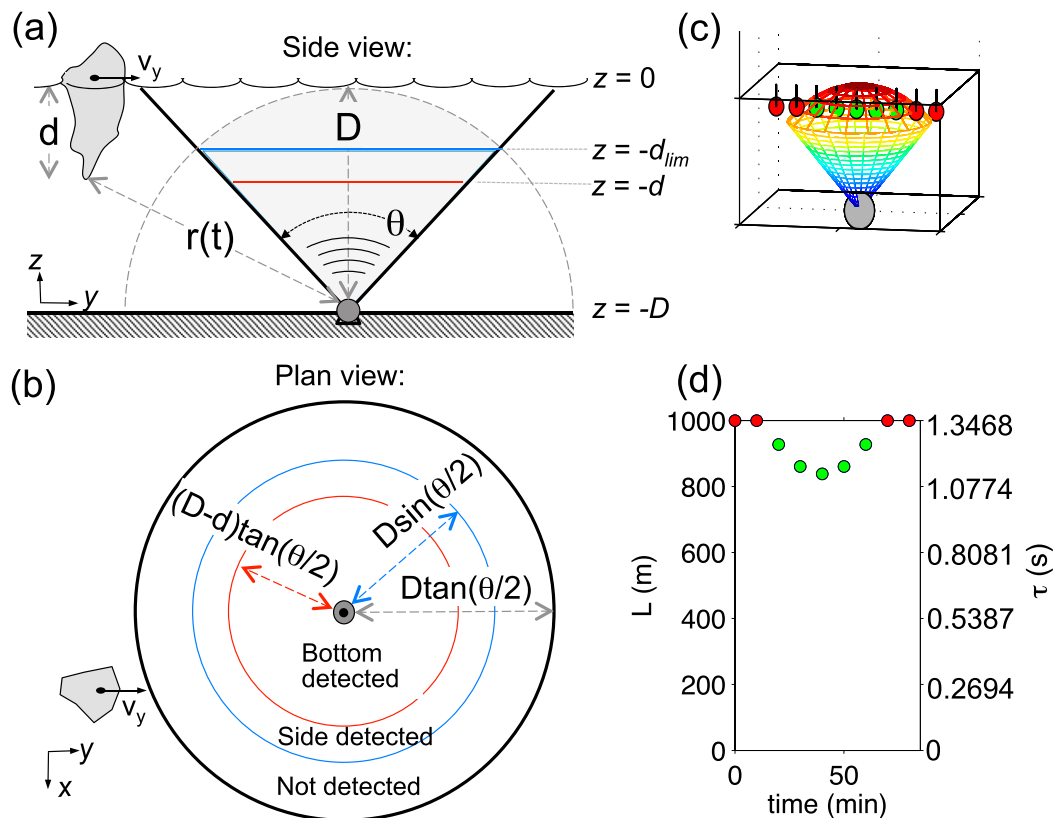 (a)
Side view:
v_y
z = 0
d
D
z = -d_lim
z = -d
θ
r(t)
z
y
z = -D
(b)
Plan view:
(D-d)tan(θ/2)
Dsin(θ/2)
Dtan(θ/2)
Bottom
detected
v_y
Side detected
y
x
Not detected
(c)
(d)
1000
800
600
400
200
0
L (m)
1.3468
1.0774
0.8081
0.5387
0.2694
0
τ (s)
0
50
time (min)